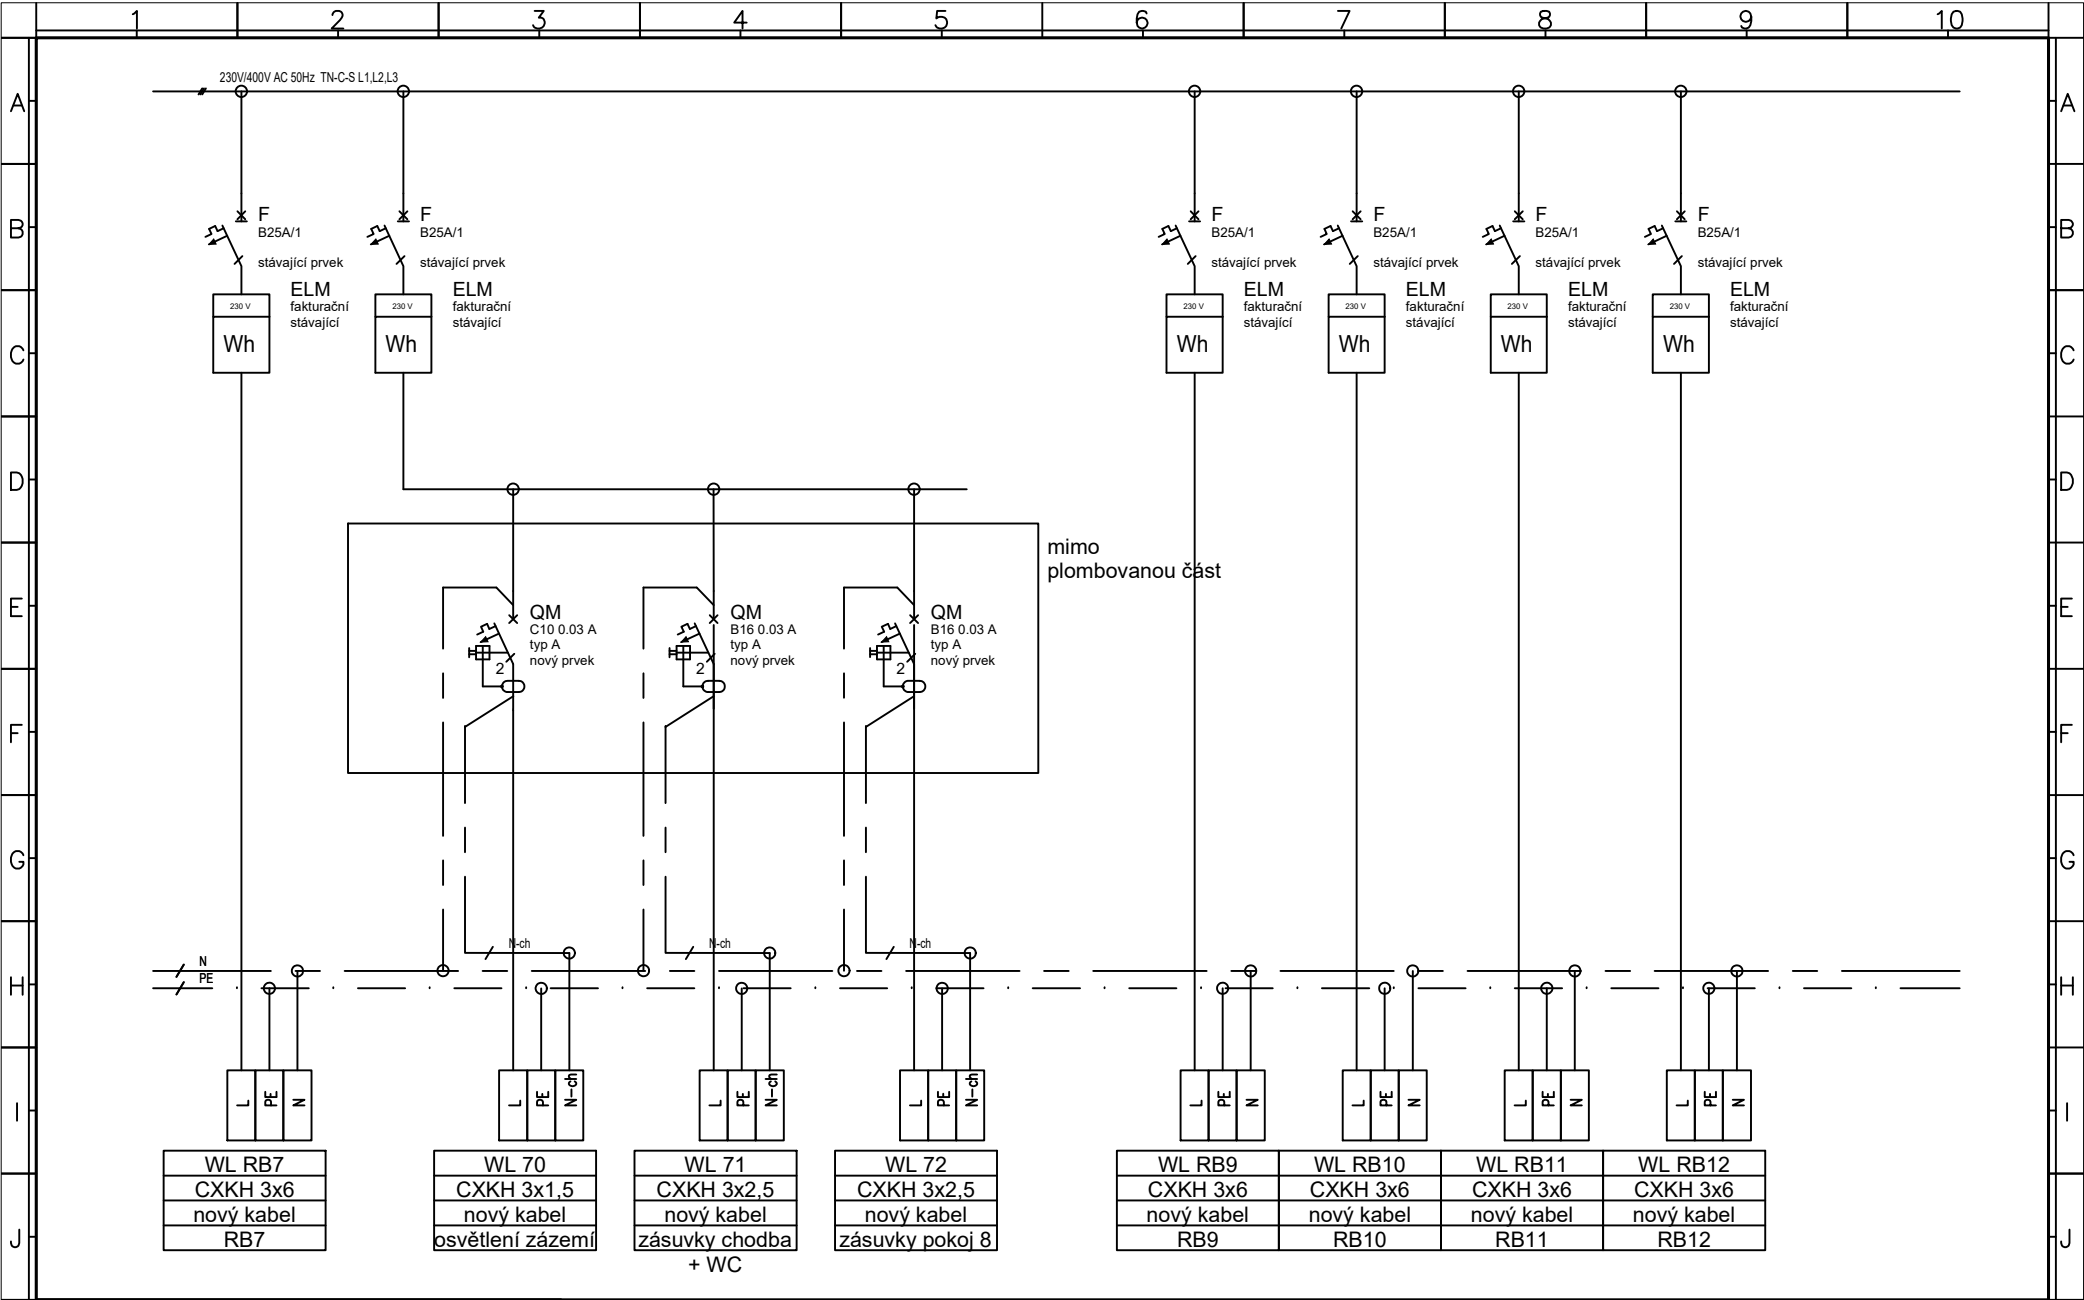 1 2 3 4 5 6 7 8 9 10
230V/400V AC 50Hz TN-C-S L1,L2,L3
A A
F F F F F F
B B25A/1 B25A/1 B25A/1 B25A/1 B25A/1 B25A/1 B
stávající prvek stávající prvek stávající prvek stávající prvek stávající prvek stávající prvek
ELM ELM ELM ELM ELM ELM
230 V fakturační 230 V fakturační 230 V fakturační 230 V fakturační 230 V fakturační 230 V fakturační
stávající stávající stávající stávající stávající stávající
C Wh Wh Wh Wh Wh Wh C
D D
mimo
plombovanou část
E QM QM QM E
C10 0.03 A B16 0.03 A B16 0.03 A
typ A typ A typ A
nový prvek nový prvek nový prvek
2 2 2
F F
G G
N-ch N-ch N-ch
N
PE
H H
I L PE N L PE N-ch L PE N-ch L PE N-ch L PE N L PE N L PE N L PE N I
WL RB7 WL 70 WL 71 WL 72 WL RB9 WL RB10 WL RB11 WL RB12
CXKH 3x6 CXKH 3x1,5 CXKH 3x2,5 CXKH 3x2,5 CXKH 3x6 CXKH 3x6 CXKH 3x6 CXKH 3x6
nový kabel nový kabel nový kabel nový kabel nový kabel nový kabel nový kabel nový kabel
J RB7 osvětlení zázemí zásuvky chodba zásuvky pokoj 8 RB9 RB10 RB11 RB12 J
+ WC